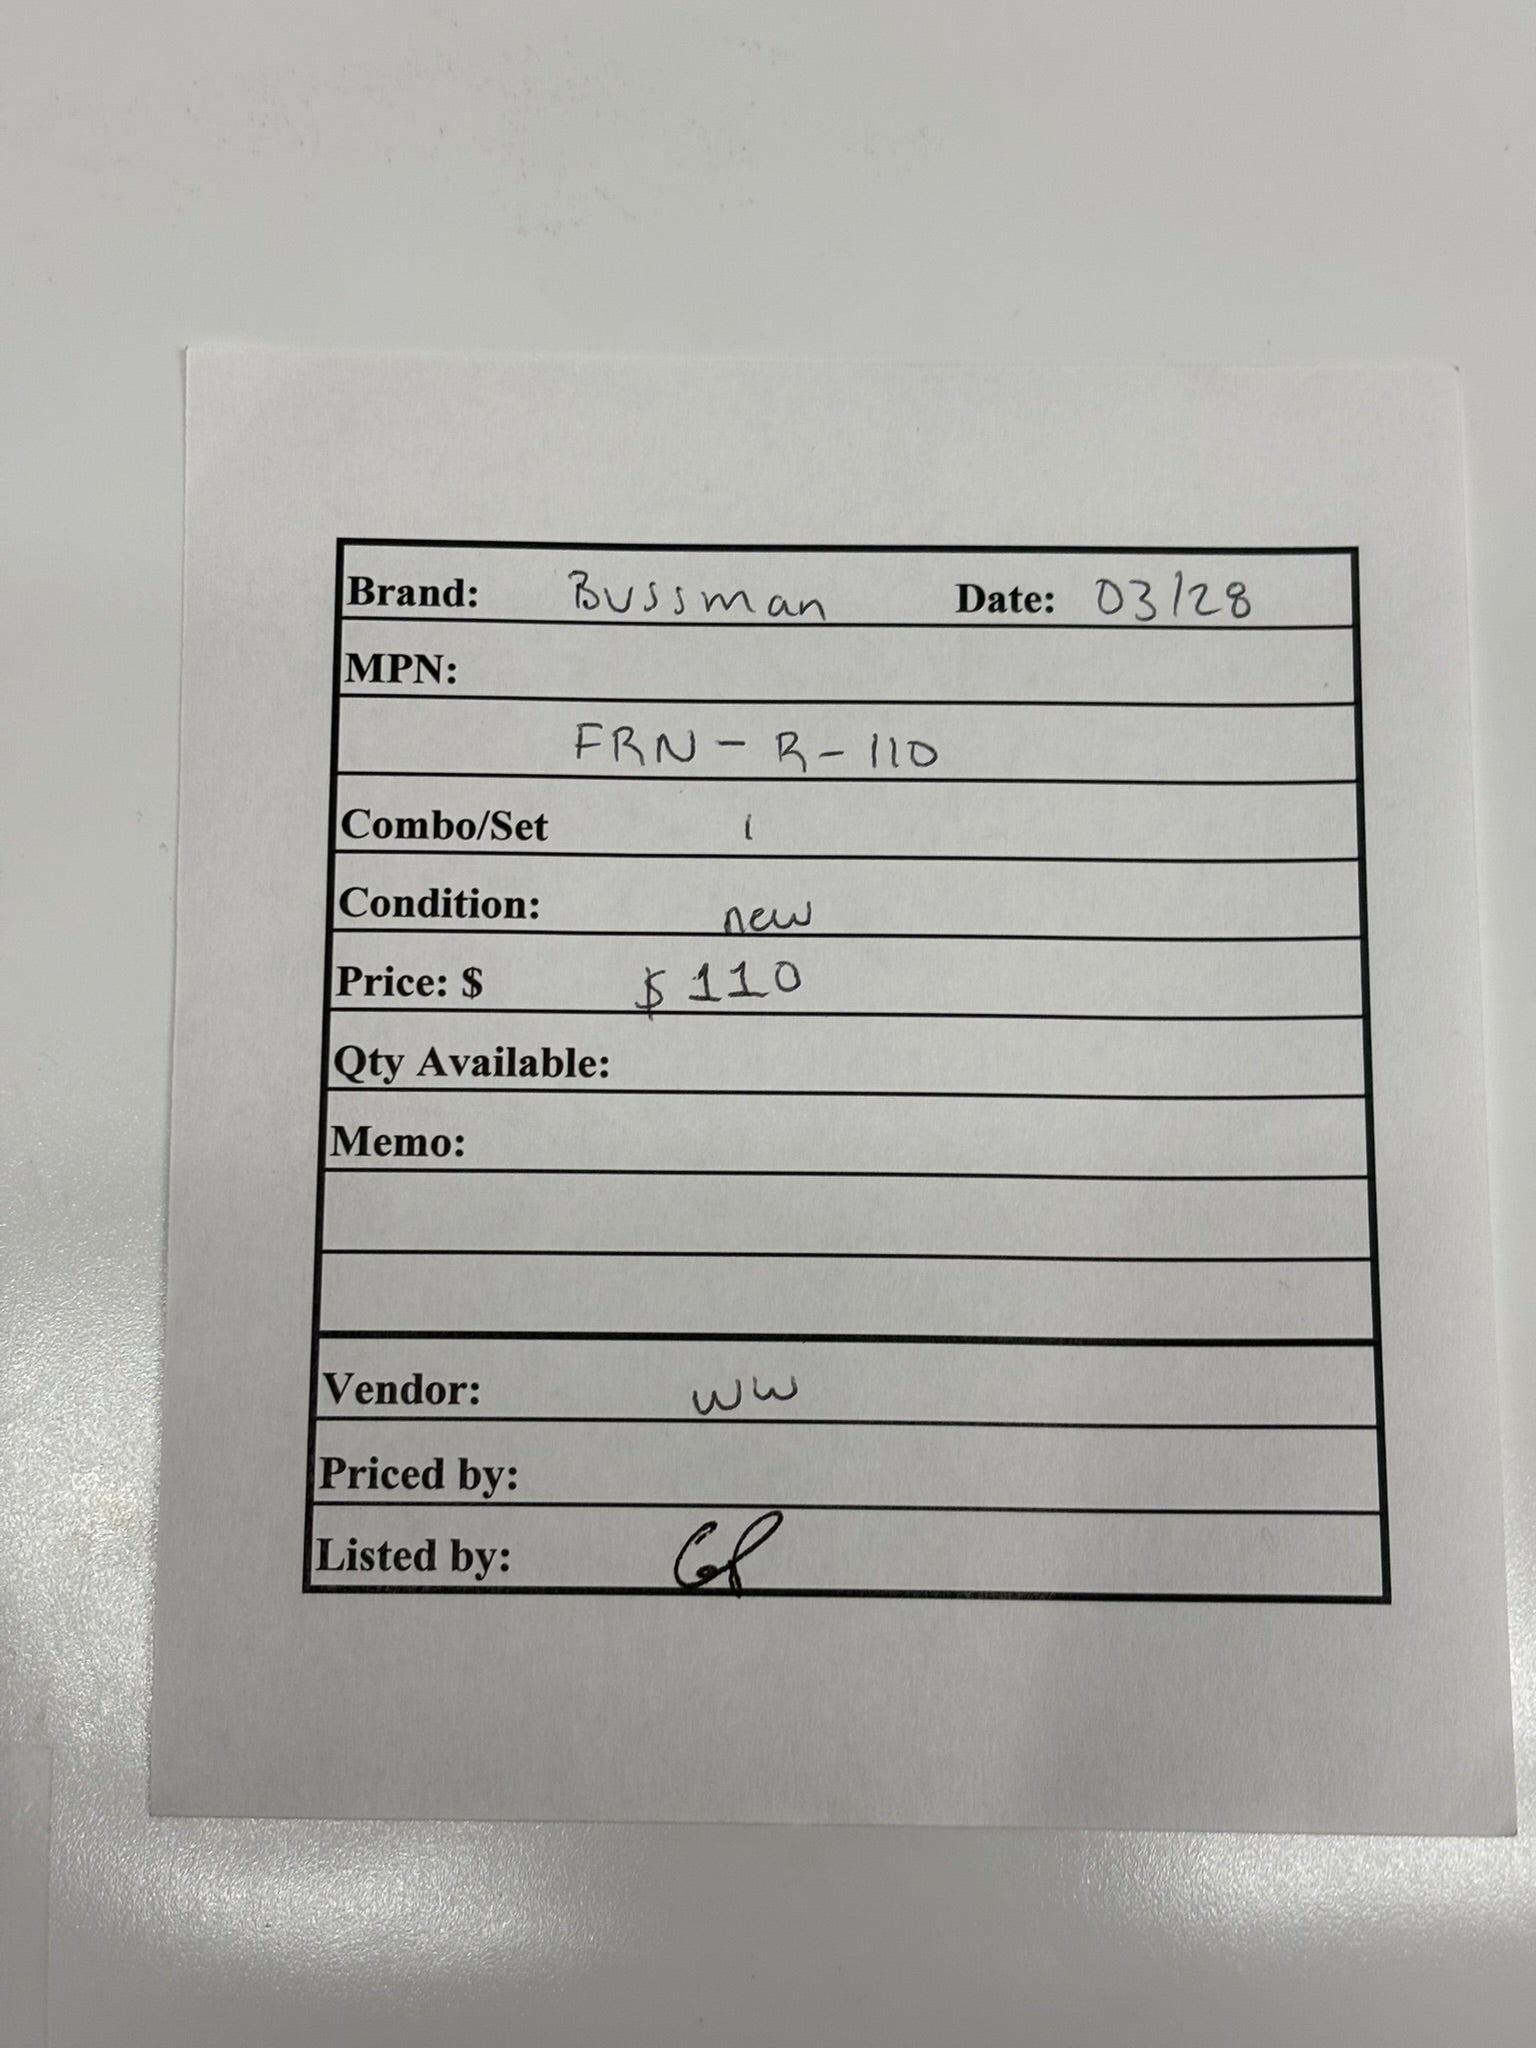 Brand: Bussman Date: 03/28
MPN:
FRN - R - 110
Combo/Set 1
Condition: new
Price: $ $110
Qty Available:
Memo:
Vendor: WW
Priced by:
Listed by: